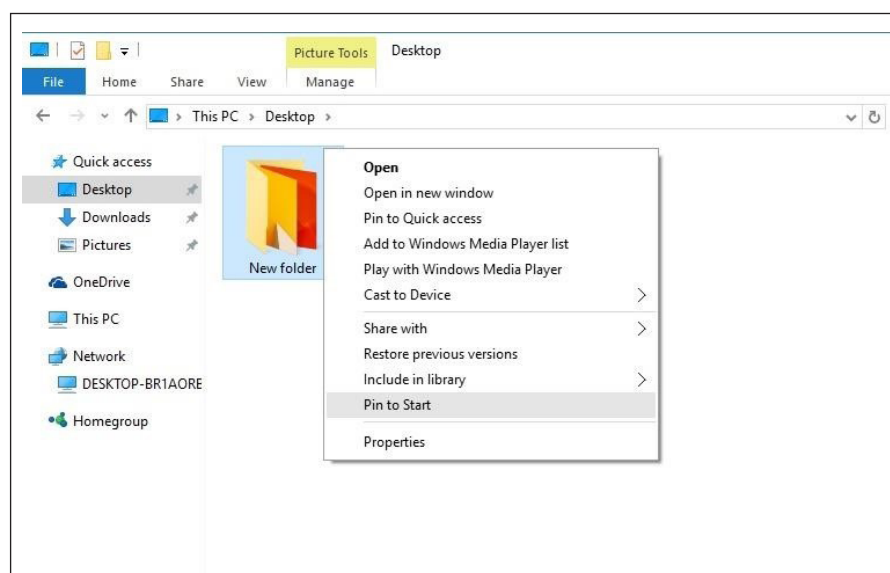 Picture Tools Desktop
File Home Share View Manage
This PC > Desktop >
Quick access
Desktop
Downloads
Pictures
OneDrive
This PC
Network
DESKTOP-BR1AORE
Homegroup
New folder
Open
Open in new window
Pin to Quick access
Add to Windows Media Player list
Play with Windows Media Player
Cast to Device
Share with
Restore previous versions
Include in library
Pin to Start
Properties